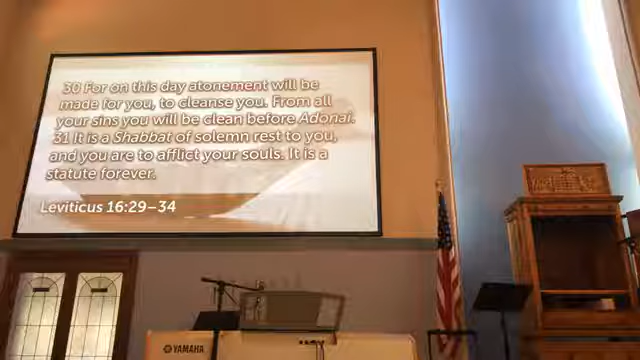 30 For on this day atonement will be
made for you, to cleanse you. From all
your sins you will be clean before Adonai.
31 It is a Shabbat of solemn rest to you,
and you are to afflict your souls. It is a
statute forever.
Leviticus 16:29–34
YAMAHA